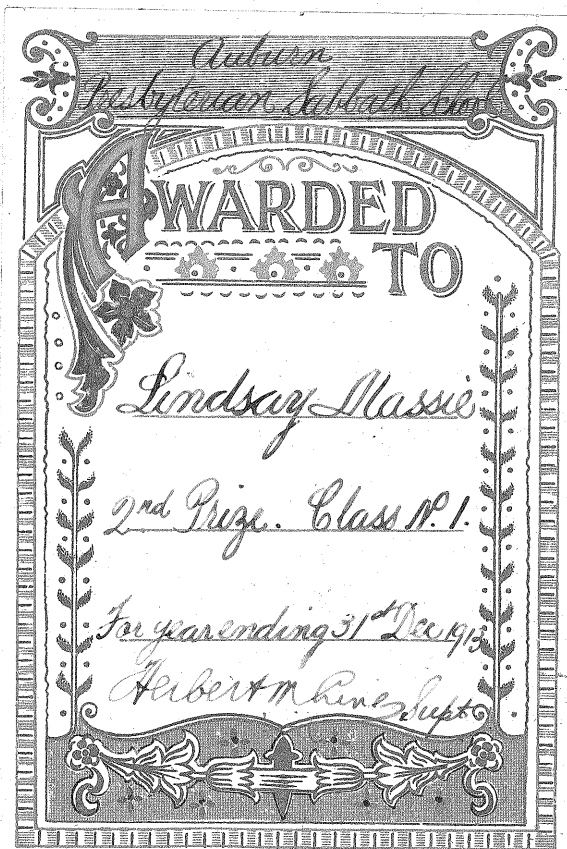 Auburn
Presbyterian Sabbath School
AWARDED
TO
Lindsay Massie
2nd Prize. Class No. 1.
For year ending 31st Dec 1913
Herbert M Supt